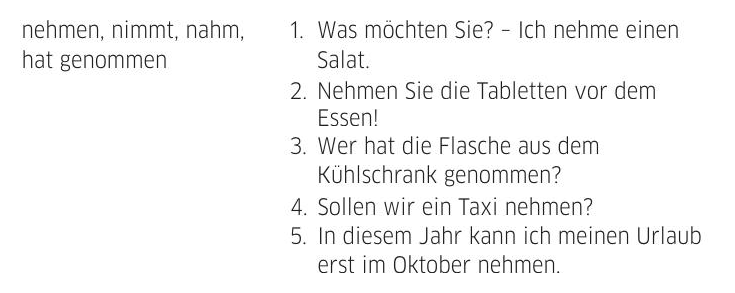 nehmen, nimmt, nahm,
hat genommen
1. Was möchten Sie? – Ich nehme einen
Salat.
2. Nehmen Sie die Tabletten vor dem
Essen!
3. Wer hat die Flasche aus dem
Kühlschrank genommen?
4. Sollen wir ein Taxi nehmen?
5. In diesem Jahr kann ich meinen Urlaub
erst im Oktober nehmen.